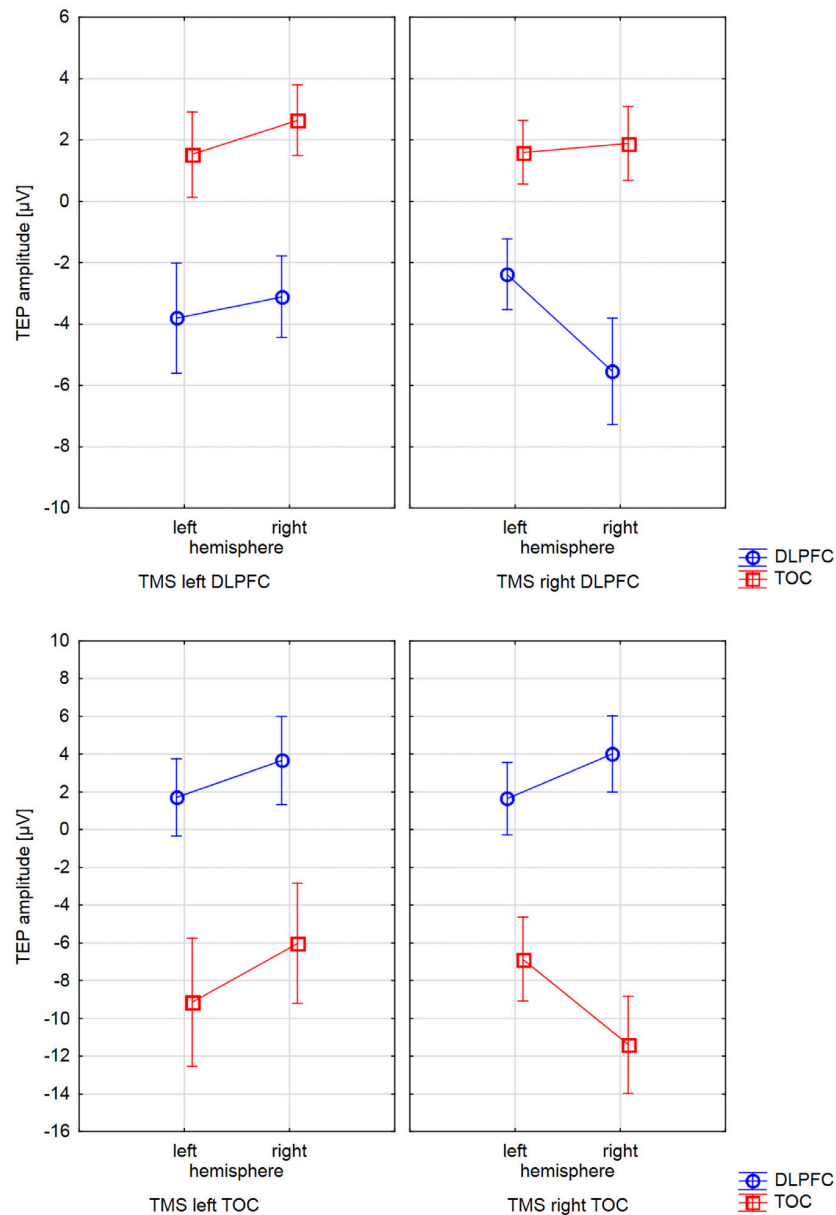 6
4
2
0
-2
-4
-6
-8
-10
TEP amplitude [µV]
left right
hemisphere
TMS left DLPFC
left right
hemisphere
TMS right DLPFC
DLPFC
TOC
10
8
6
4
2
0
-2
-4
-6
-8
-10
-12
-14
-16
TEP amplitude [µV]
left right
hemisphere
TMS left TOC
left right
hemisphere
TMS right TOC
DLPFC
TOC